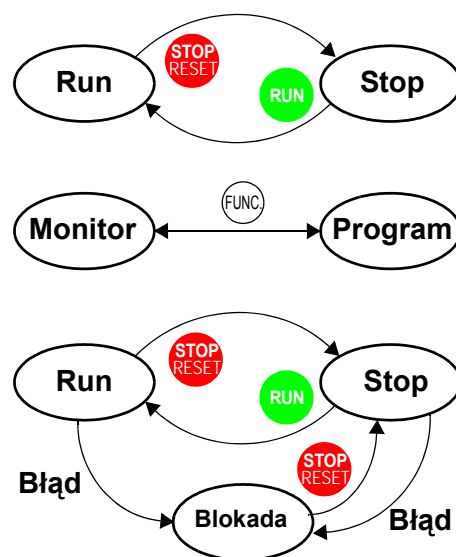 STOP
RESET
Run
Stop
RUN
FUNC.
Monitor
Program
STOP
RESET
Run
Stop
RUN
STOP
RESET
Błąd
Blokada
Błąd